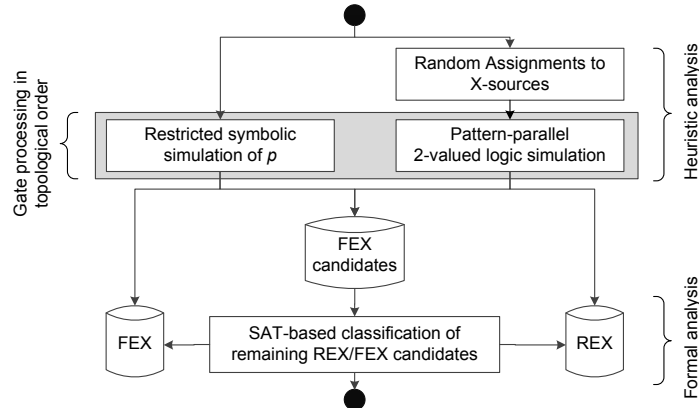 Random Assignments to
X-sources
Restricted symbolic
simulation of p
Pattern-parallel
2-valued logic simulation
Gate processing in
topological order
Heuristic analysis
FEX
candidates
FEX
SAT-based classification of
remaining REX/FEX candidates
REX
Formal analysis